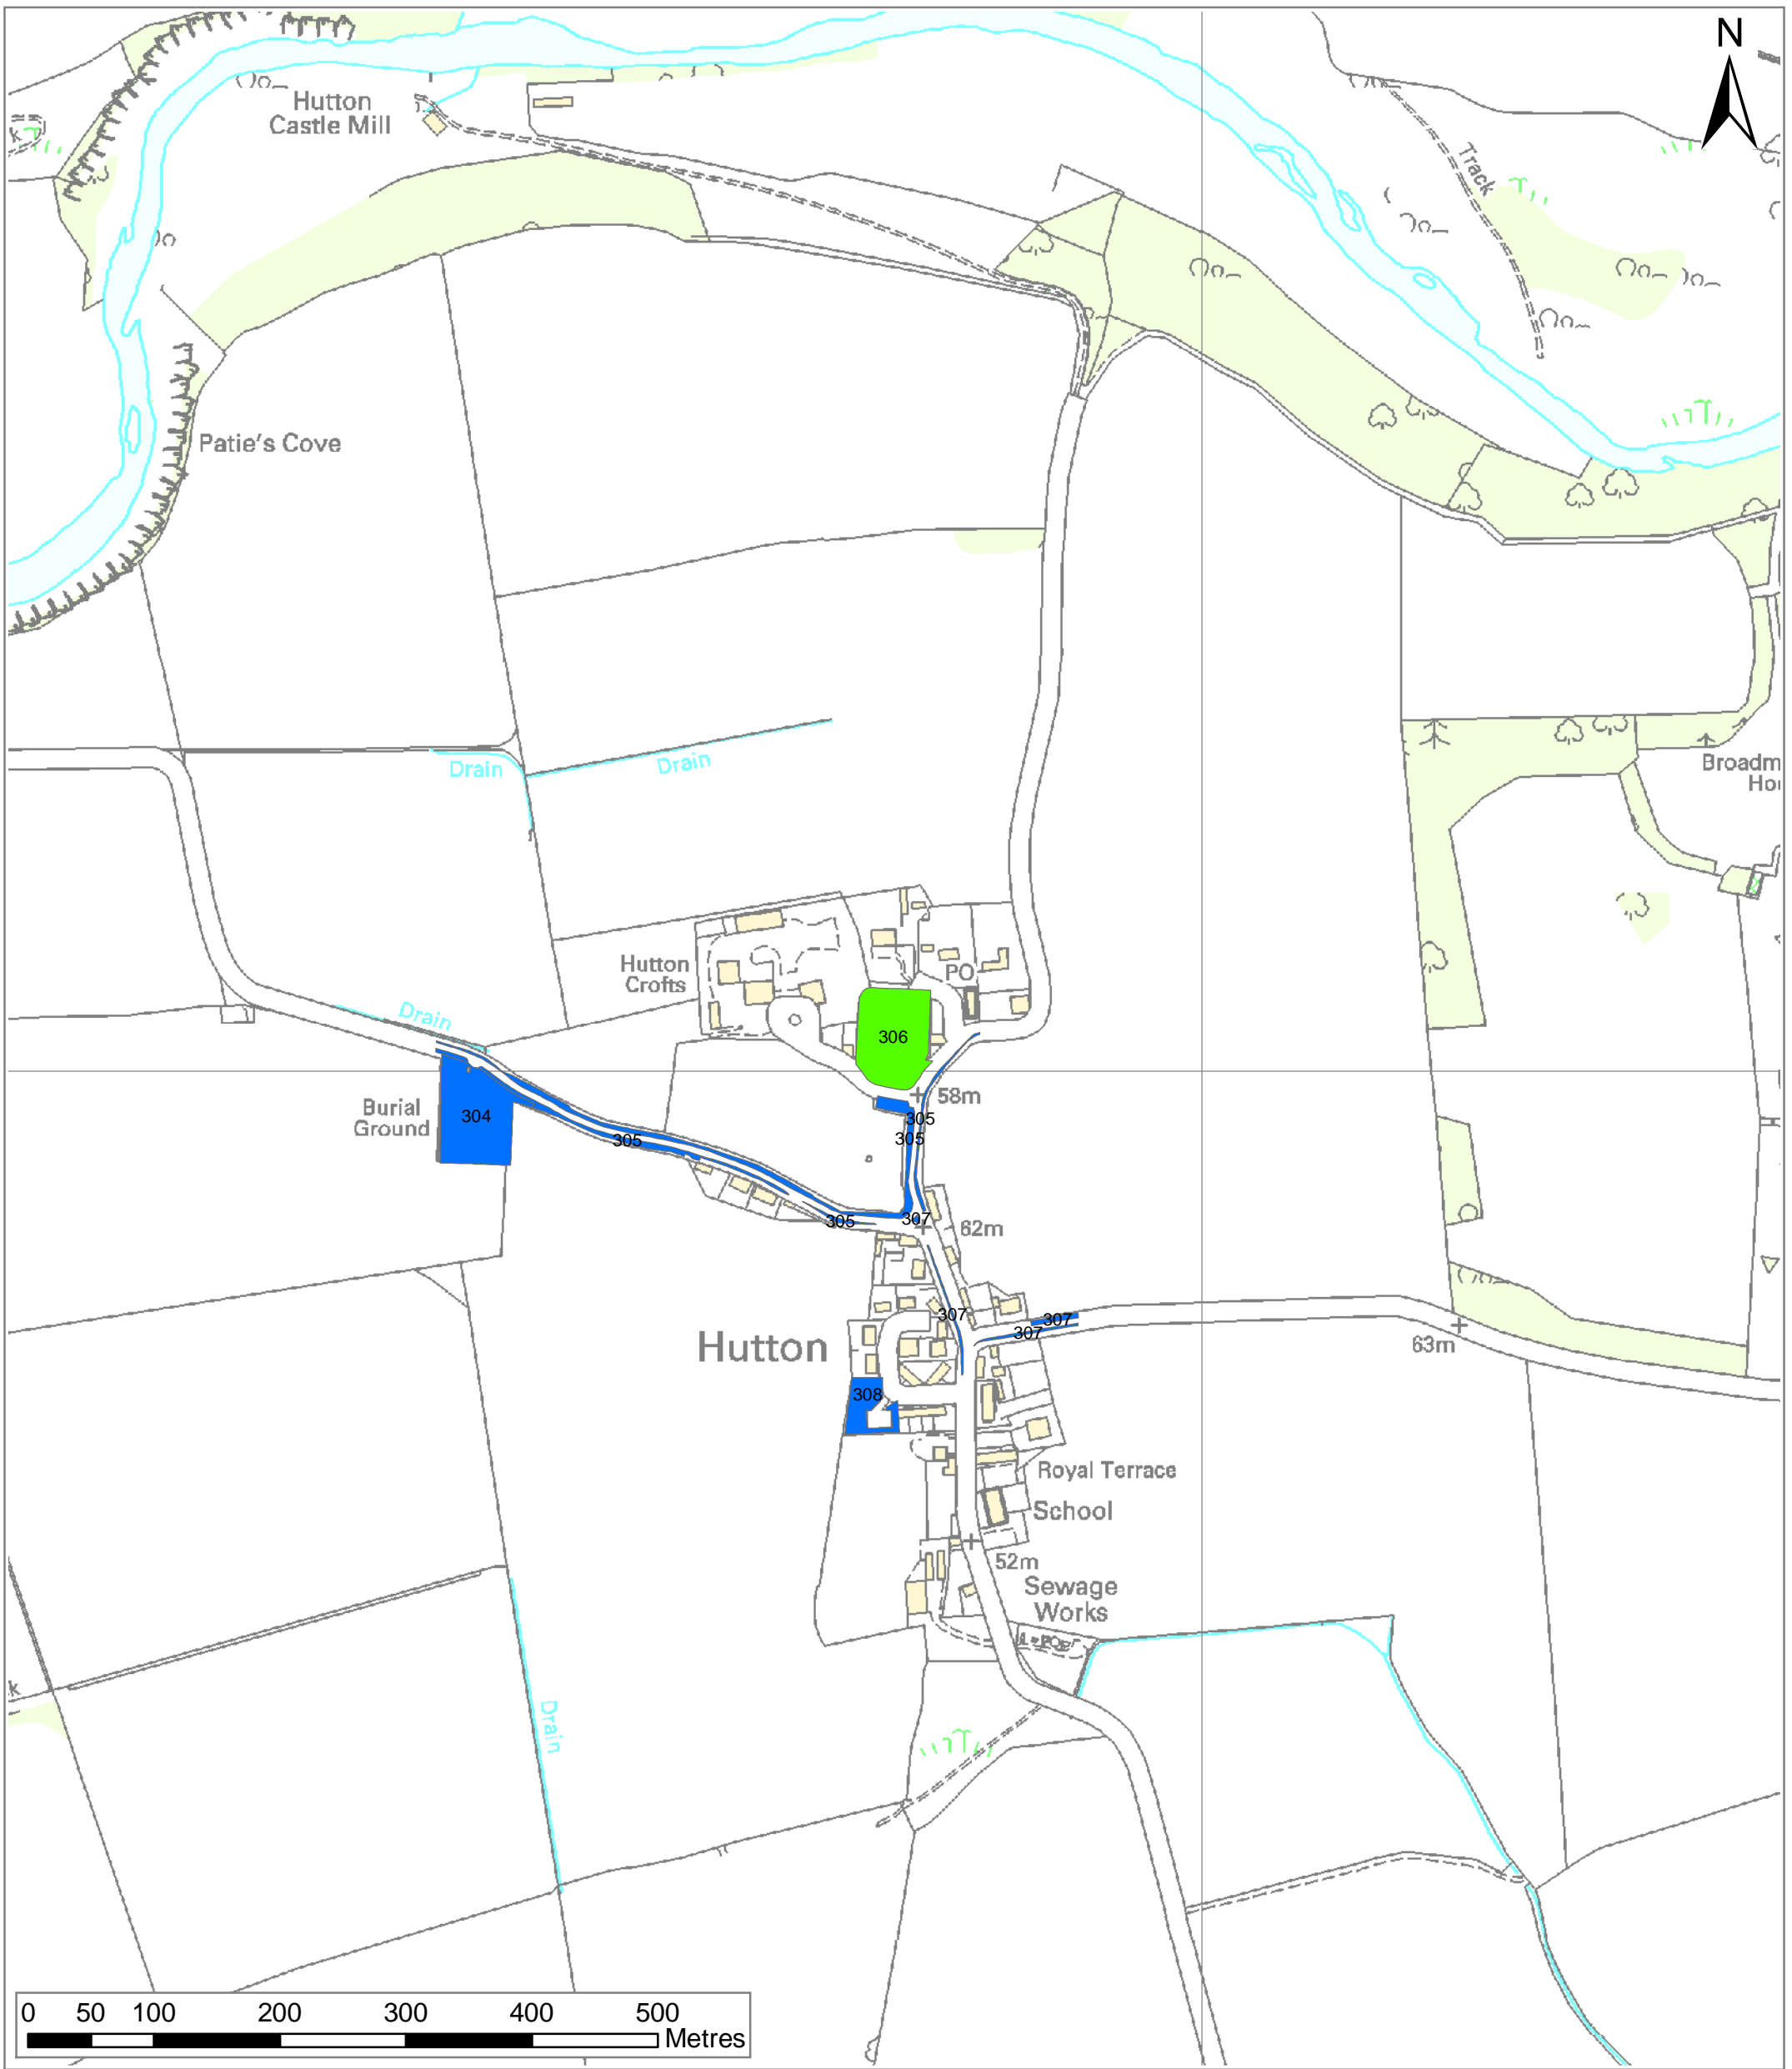 N
Hutton
Castle Mill
Track
Patie's Cove
Drain
Drain
Broadm
Hou
Hutton
Crofts
PO
Drain
306
58m
Burial
Ground
304
305
305
305
305
307
62m
307
307
307
63m
Hutton
308
Royal Terrace
School
52m
Sewage
Works
k
Drain
0 50 100 200 300 400 500
Metres